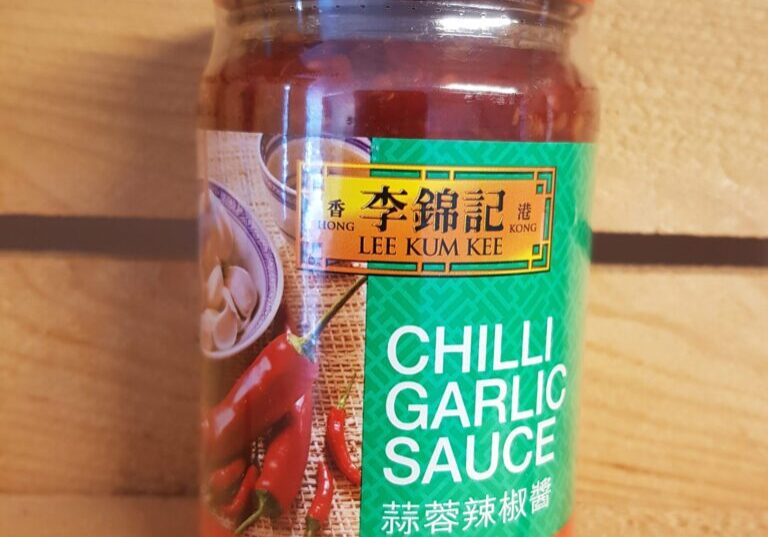 香 李錦記 港
HONG KONG
LEE KUM KEE
CHILLI
GARLIC
SAUCE
蒜蓉辣椒醬